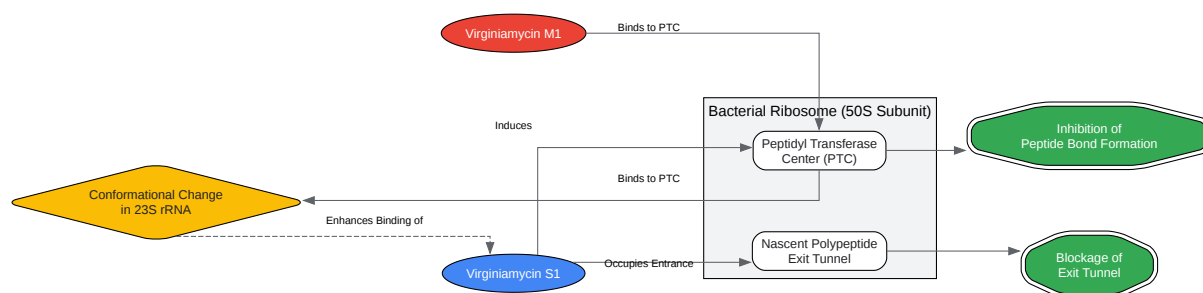 Virginiamycin M1
Binds to PTC
Bacterial Ribosome (50S Subunit)
Induces
Peptidyl Transferase
Center (PTC)
Inhibition of
Peptide Bond Formation
Binds to PTC
Conformational Change
in 23S rRNA
Enhances Binding of
Nascent Polypeptide
Exit Tunnel
Occupies Entrance
Virginiamycin S1
Blockage of
Exit Tunnel